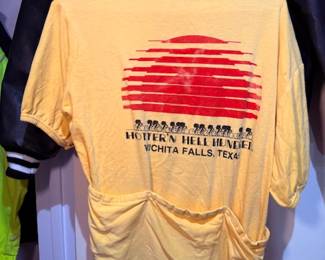 HOTTER'N HELL HUNDRED
WICHITA FALLS, TEXAS